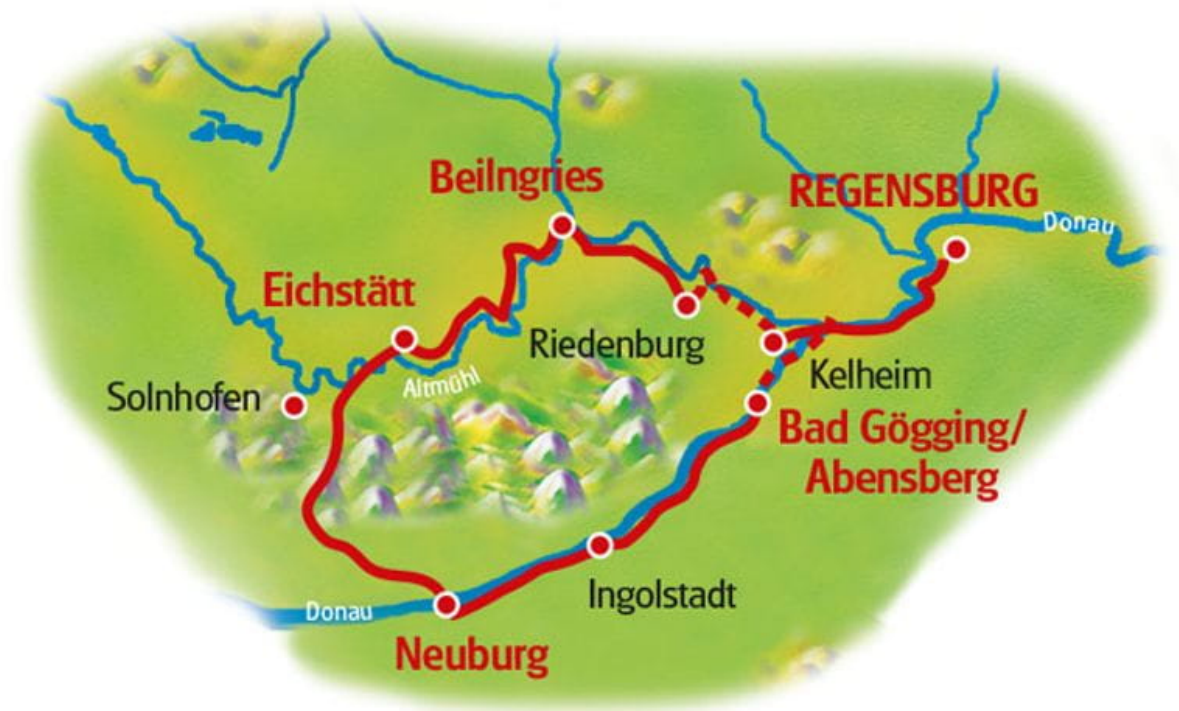 Beilngries
REGENSBURG
Donau
Eichstätt
Riedenburg
Kelheim
Altmühl
Solnhofen
Bad Gögging/
Abensberg
Ingolstadt
Donau
Neuburg